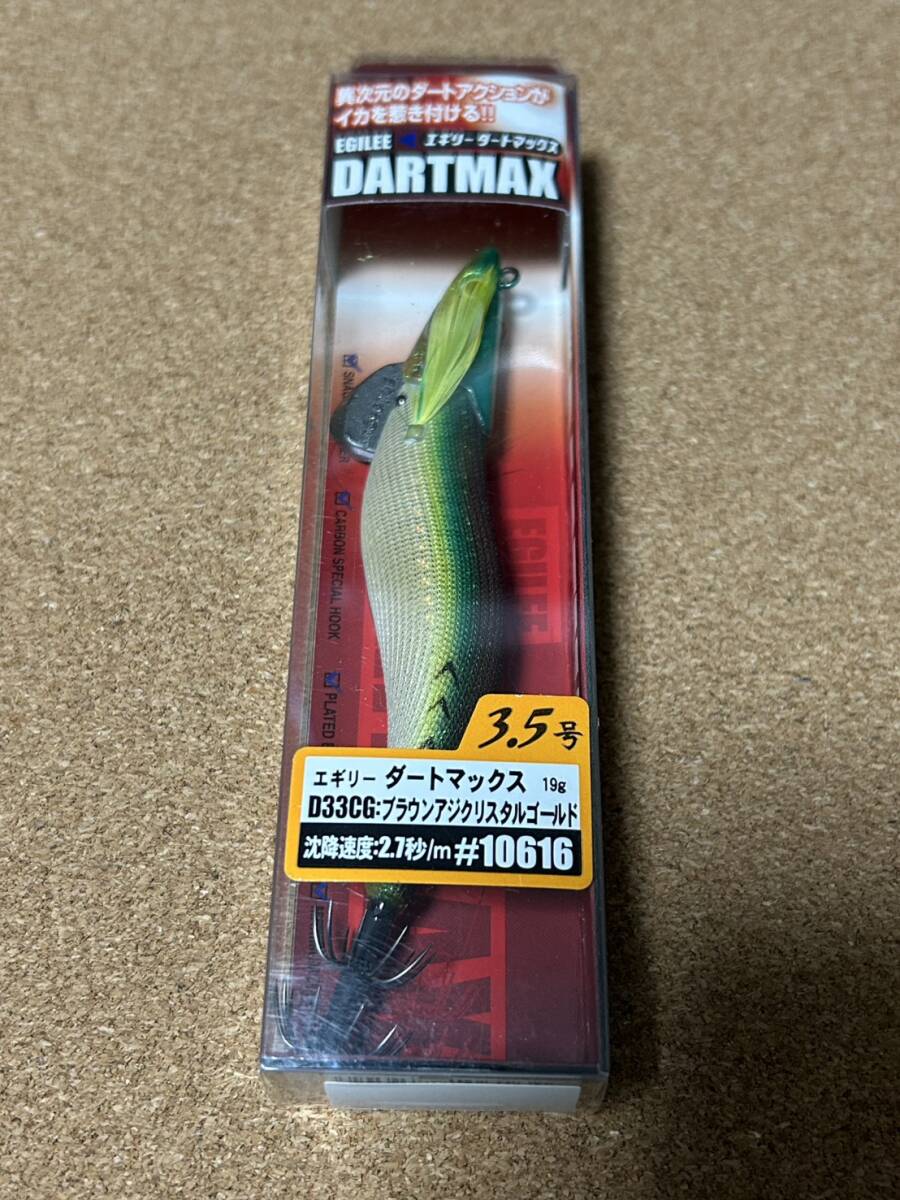 異次元のダートアクションが
イカを惹き付ける!!
EGILEE エギリーダートマックス
DARTMAX
CARBON SPECIAL HOOK
PLATED
EGILEE
3.5号
エギリー ダートマックス 19g
D33CG:ブラウンアジクリスタルゴールド
沈降速度:2.7秒/m #10616